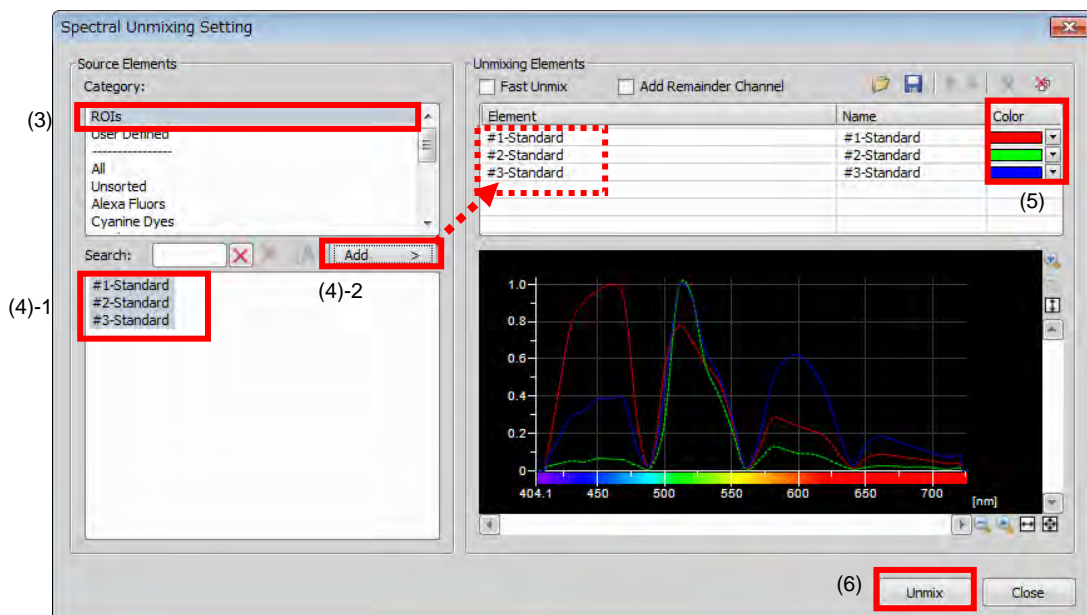 Spectral Unmixing Setting
Source Elements
Category:
(3)
ROIs
User Defined
----------------
All
Unsorted
Alexa Fluors
Cyanine Dyes
Search:
Add >
(4)-1
#1-Standard
#2-Standard
#3-Standard
(4)-2
Unmixing Elements
Fast Unmix Add Remainder Channel
Element Name Color
#1-Standard #1-Standard
#2-Standard #2-Standard
#3-Standard #3-Standard
(5)
1.0
0.8
0.6
0.4
0.2
0
404.1 450 500 550 600 650 700
[nm]
(6) Unmix Close